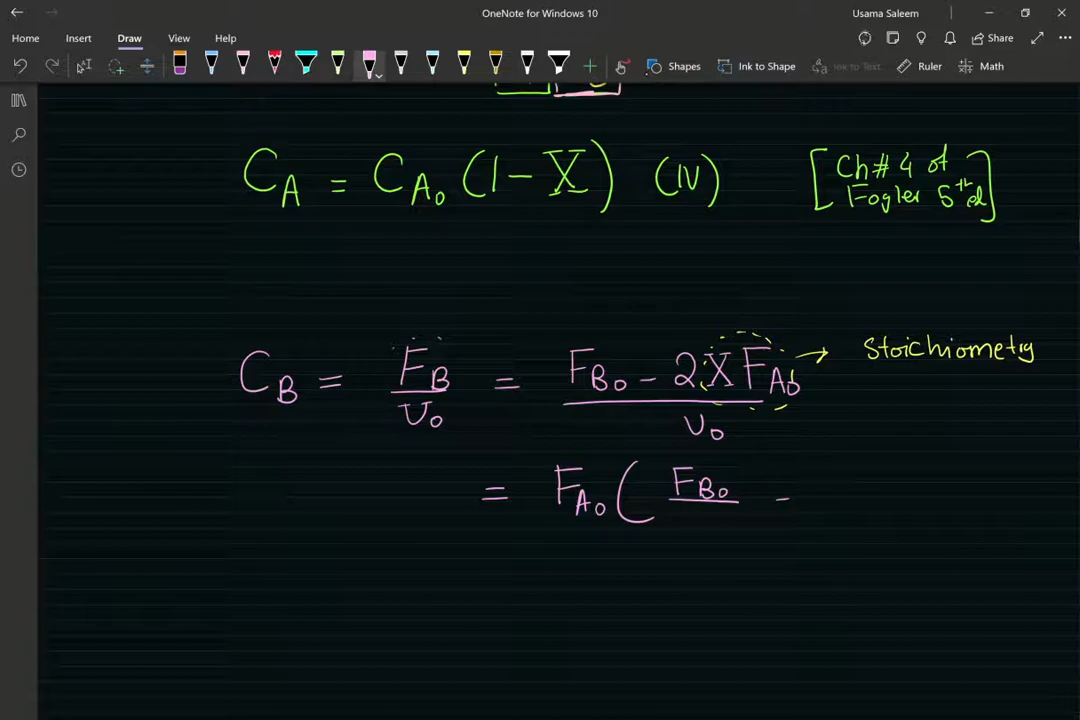 OneNote for Windows 10
Usama Saleem
Home Insert Draw View Help
Share
Shapes
Ink to Shape
Ink to Text
Ruler
Math
C_A = C_A0 (1 - X) (IV)
[Ch# 4 of
Fogler 5th ed]
C_B = F_B / υ_0 = (F_B0 - 2 X F_A0) / υ_0
→ Stoichiometry
= F_A0 ( F_B0 -